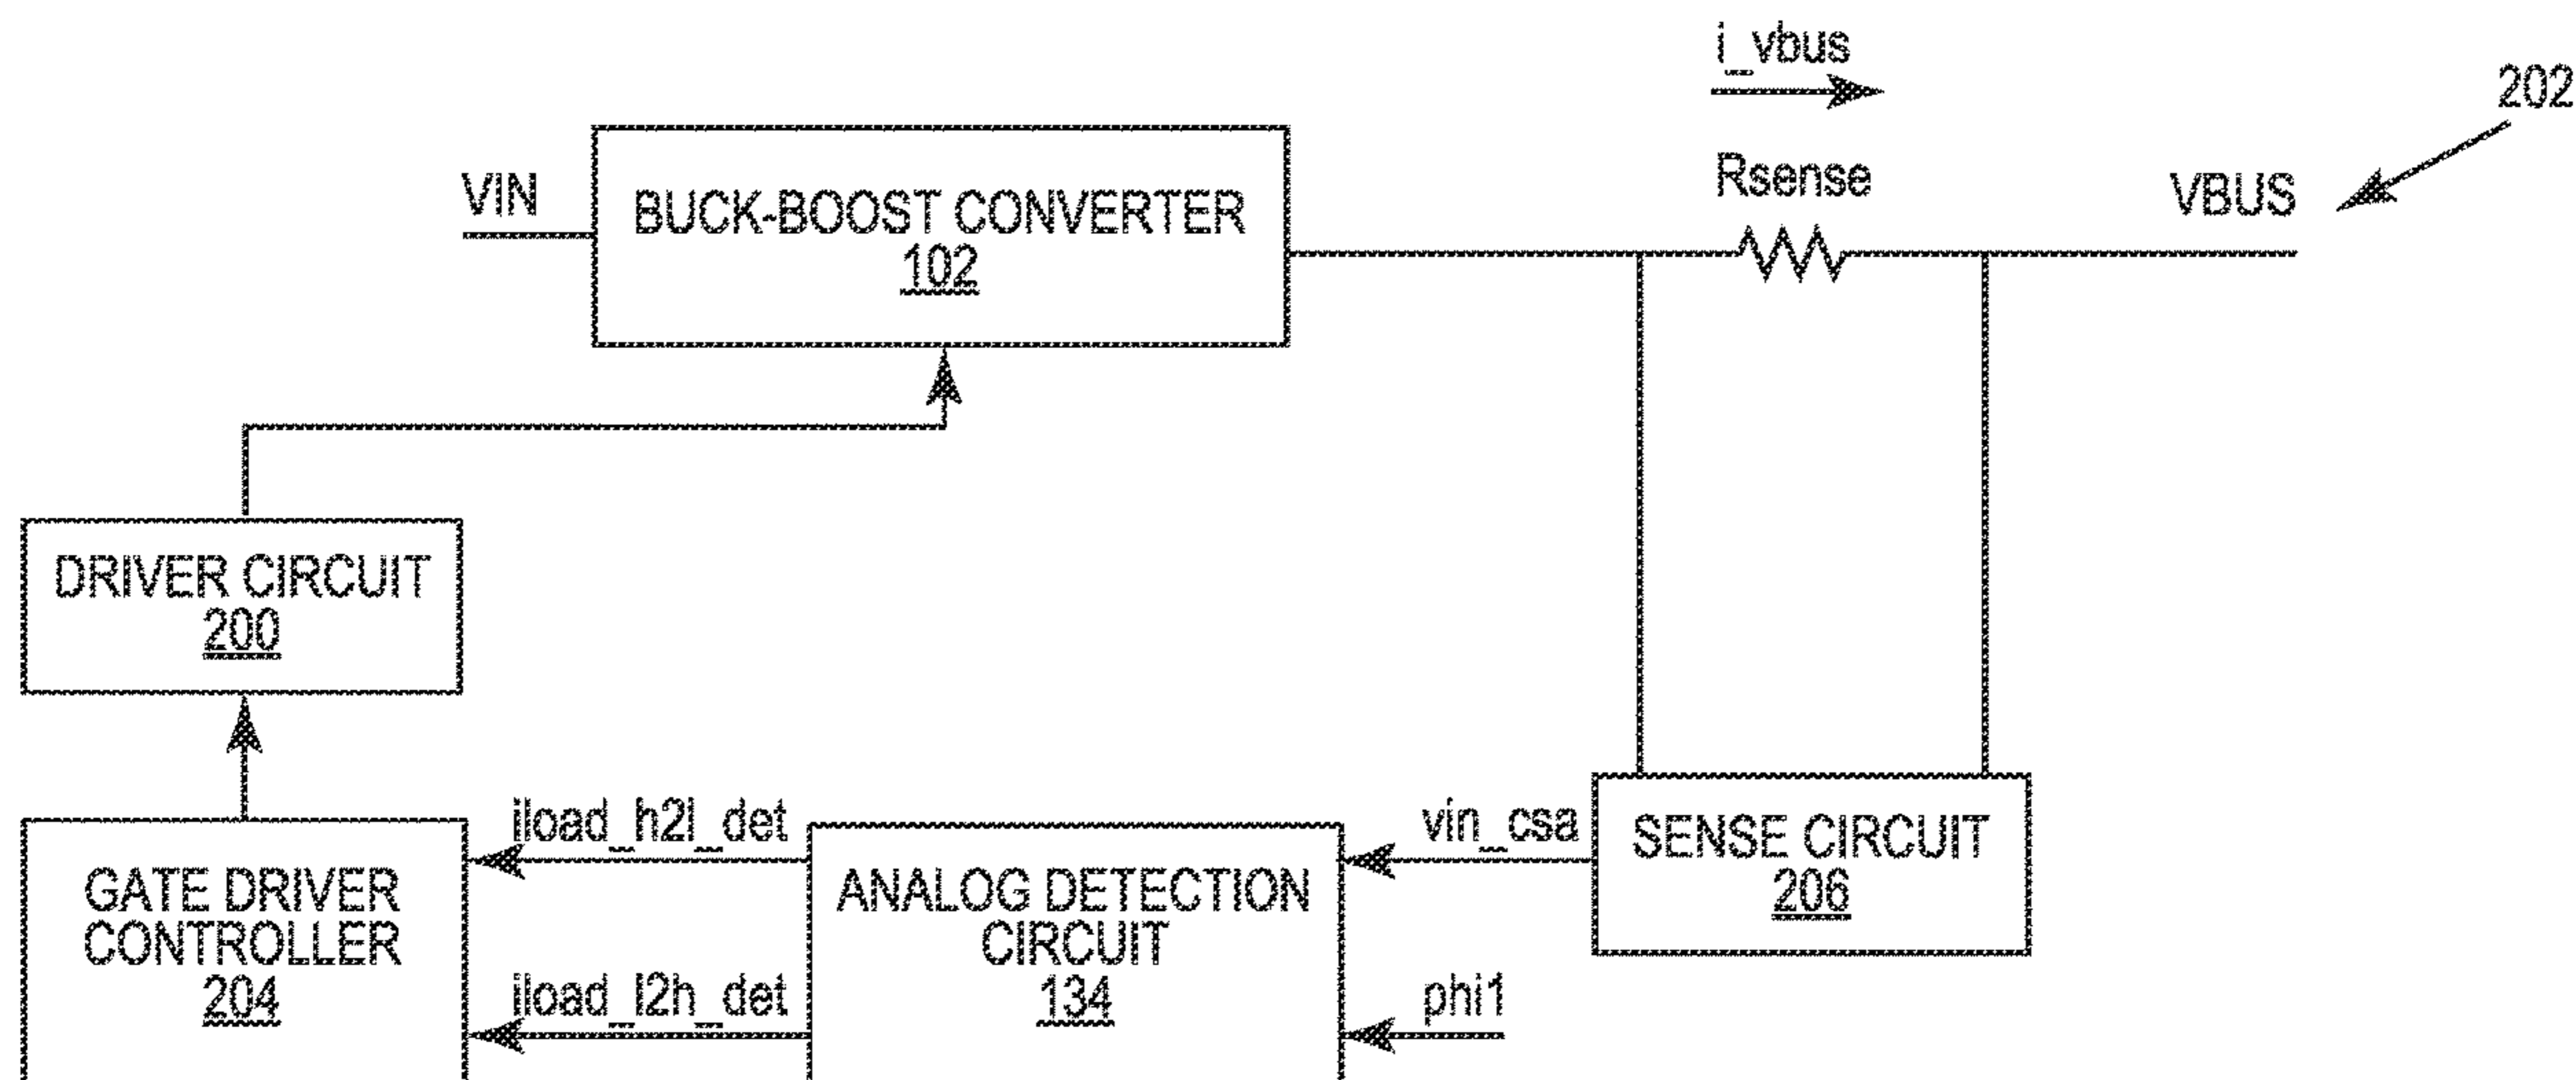 i_vbus
202
Rsense
VIN
VBUS
BUCK-BOOST CONVERTER
102
DRIVER CIRCUIT
200
iload_h2l_det
vin_csa
SENSE CIRCUIT
206
GATE DRIVER
CONTROLLER
204
ANALOG DETECTION
CIRCUIT
134
iload_l2h_det
phi1